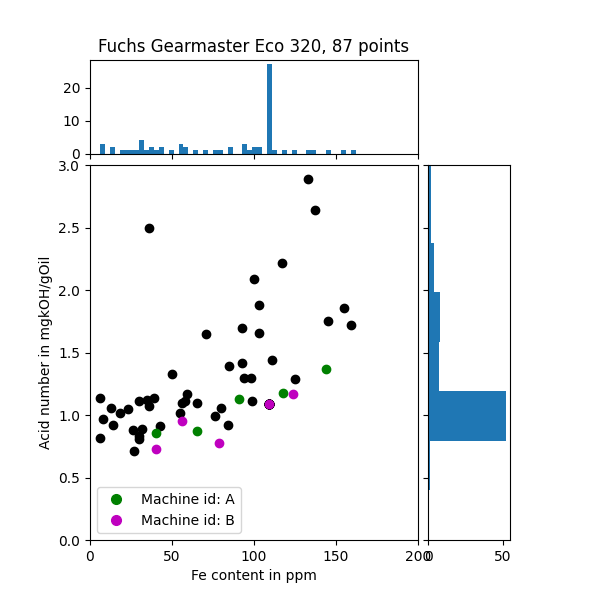 Fuchs Gearmaster Eco 320, 87 points
20
10
0
3.0
2.5
2.0
1.5
1.0
0.5
0.0
Acid number in mgkOH/gOil
Machine id: A
Machine id: B
0 50 100 150 200 0 50
Fe content in ppm